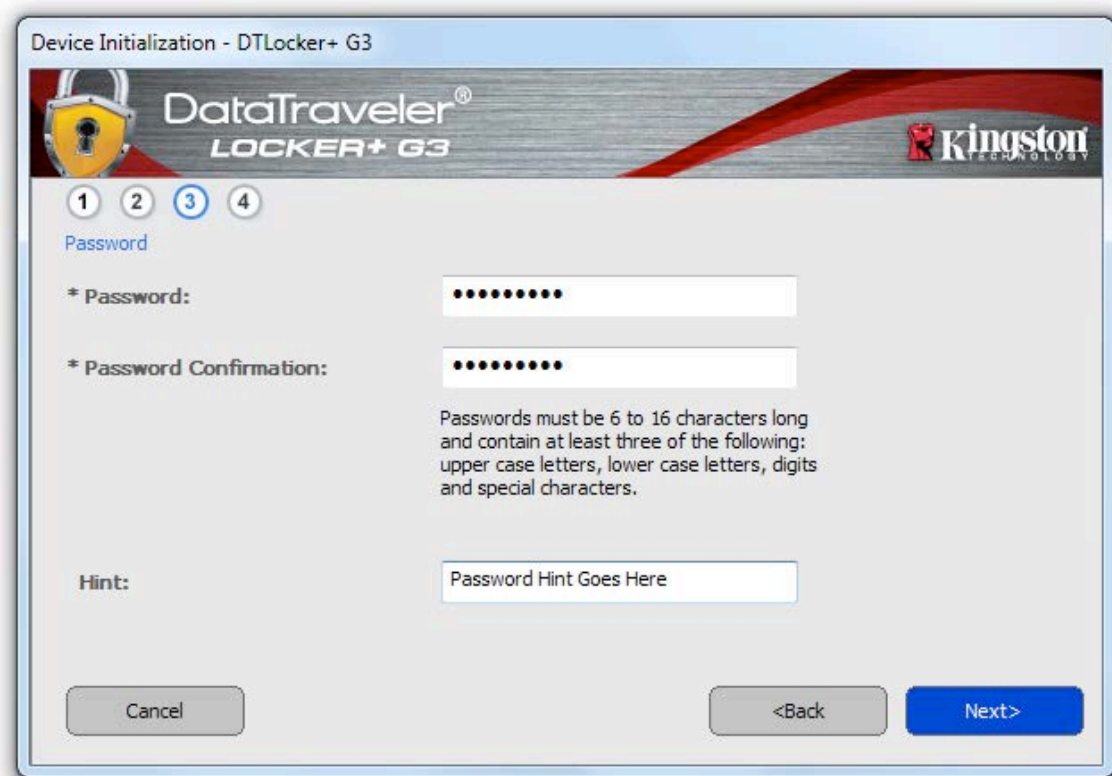 Device Initialization - DTLocker+ G3
DataTraveler®
LOCKER+ G3
Kingston
TECHNOLOGY
1 2 3 4
Password
* Password:
* Password Confirmation:
Passwords must be 6 to 16 characters long
and contain at least three of the following:
upper case letters, lower case letters, digits
and special characters.
Hint:
Password Hint Goes Here
Cancel
<Back
Next>